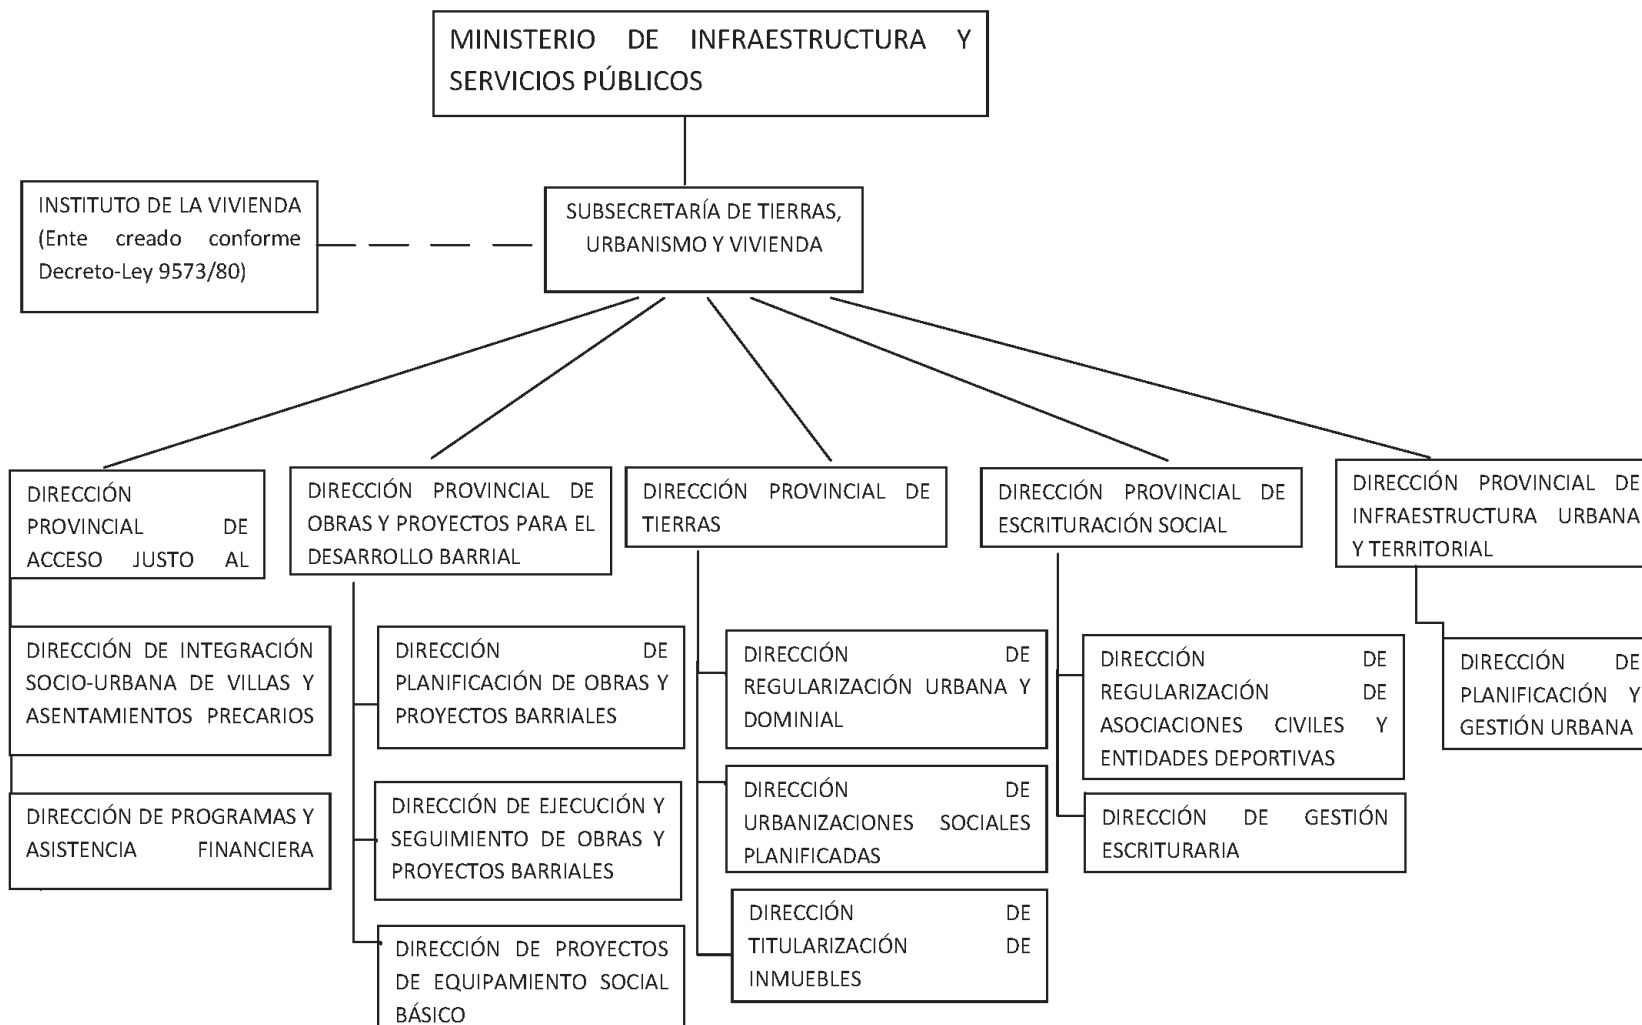 MINISTERIO DE INFRAESTRUCTURA Y
SERVICIOS PÚBLICOS
INSTITUTO DE LA VIVIENDA
(Ente creado conforme
Decreto-Ley 9573/80)
SUBSECRETARÍA DE TIERRAS,
URBANISMO Y VIVIENDA
DIRECCIÓN
PROVINCIAL DE
ACCESO JUSTO AL
DIRECCIÓN PROVINCIAL DE
OBRAS Y PROYECTOS PARA EL
DESARROLLO BARRIAL
DIRECCIÓN PROVINCIAL DE
TIERRAS
DIRECCIÓN PROVINCIAL DE
ESCRITURACIÓN SOCIAL
DIRECCIÓN PROVINCIAL DE
INFRAESTRUCTURA URBANA
Y TERRITORIAL
DIRECCIÓN DE INTEGRACIÓN
SOCIO-URBANA DE VILLAS Y
ASENTAMIENTOS PRECARIOS
DIRECCIÓN DE PROGRAMAS Y
ASISTENCIA FINANCIERA
DIRECCIÓN DE
PLANIFICACIÓN DE OBRAS Y
PROYECTOS BARRIALES
DIRECCIÓN DE EJECUCIÓN Y
SEGUIMIENTO DE OBRAS Y
PROYECTOS BARRIALES
DIRECCIÓN DE PROYECTOS
DE EQUIPAMIENTO SOCIAL
BÁSICO
DIRECCIÓN DE
REGULARIZACIÓN URBANA Y
DOMINIAL
DIRECCIÓN DE
URBANIZACIONES SOCIALES
PLANIFICADAS
DIRECCIÓN DE
TITULARIZACIÓN DE
INMUEBLES
DIRECCIÓN DE
REGULARIZACIÓN DE
ASOCIACIONES CIVILES Y
ENTIDADES DEPORTIVAS
DIRECCIÓN DE GESTIÓN
ESCRITURARIA
DIRECCIÓN DE
PLANIFICACIÓN Y
GESTIÓN URBANA